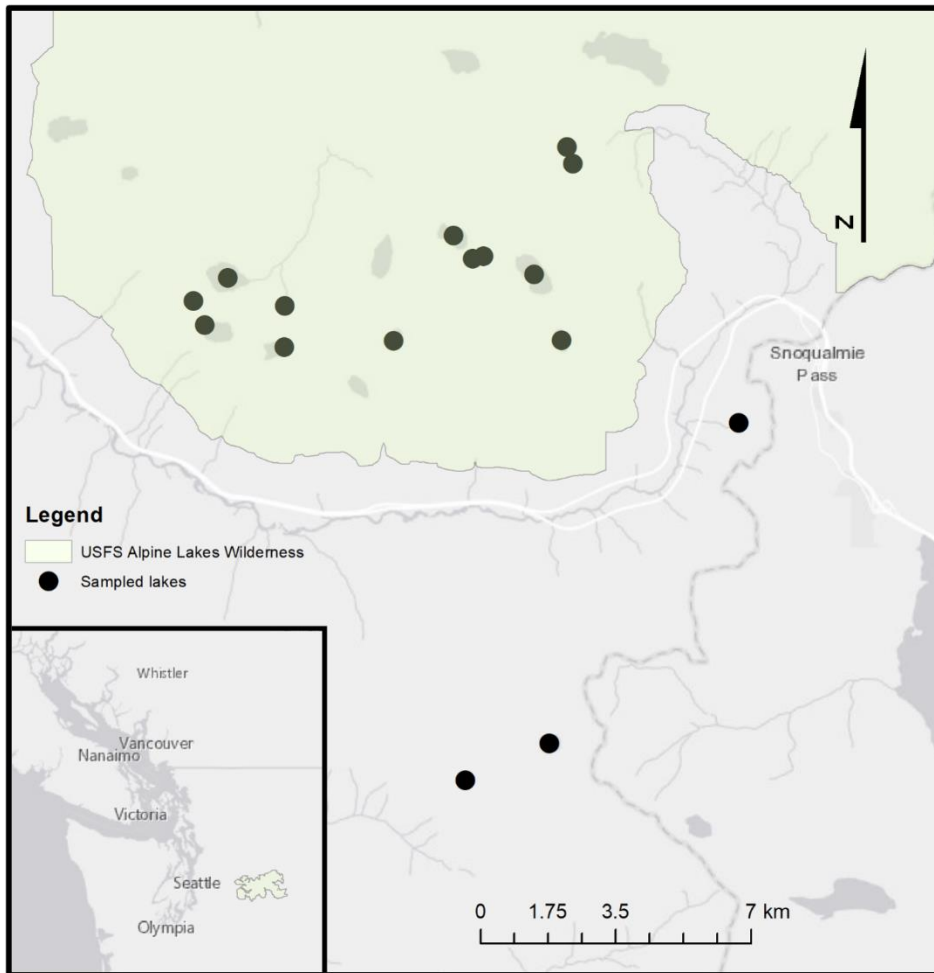 N
Snoqualmie
Pass
Legend
USFS Alpine Lakes Wilderness
Sampled lakes
Whistler
Vancouver
Nanaimo
Victoria
Seattle
Olympia
0 1.75 3.5 7 km